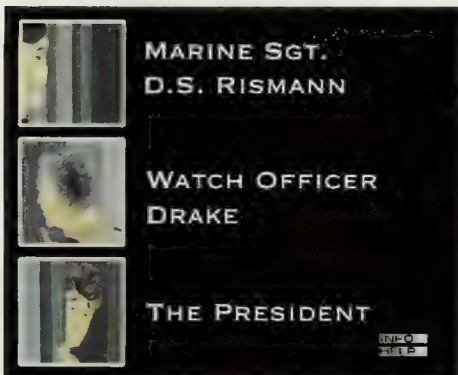 MARINE SGT.
D.S. RISMANN
WATCH OFFICER
DRAKE
THE PRESIDENT
INFO
HELP